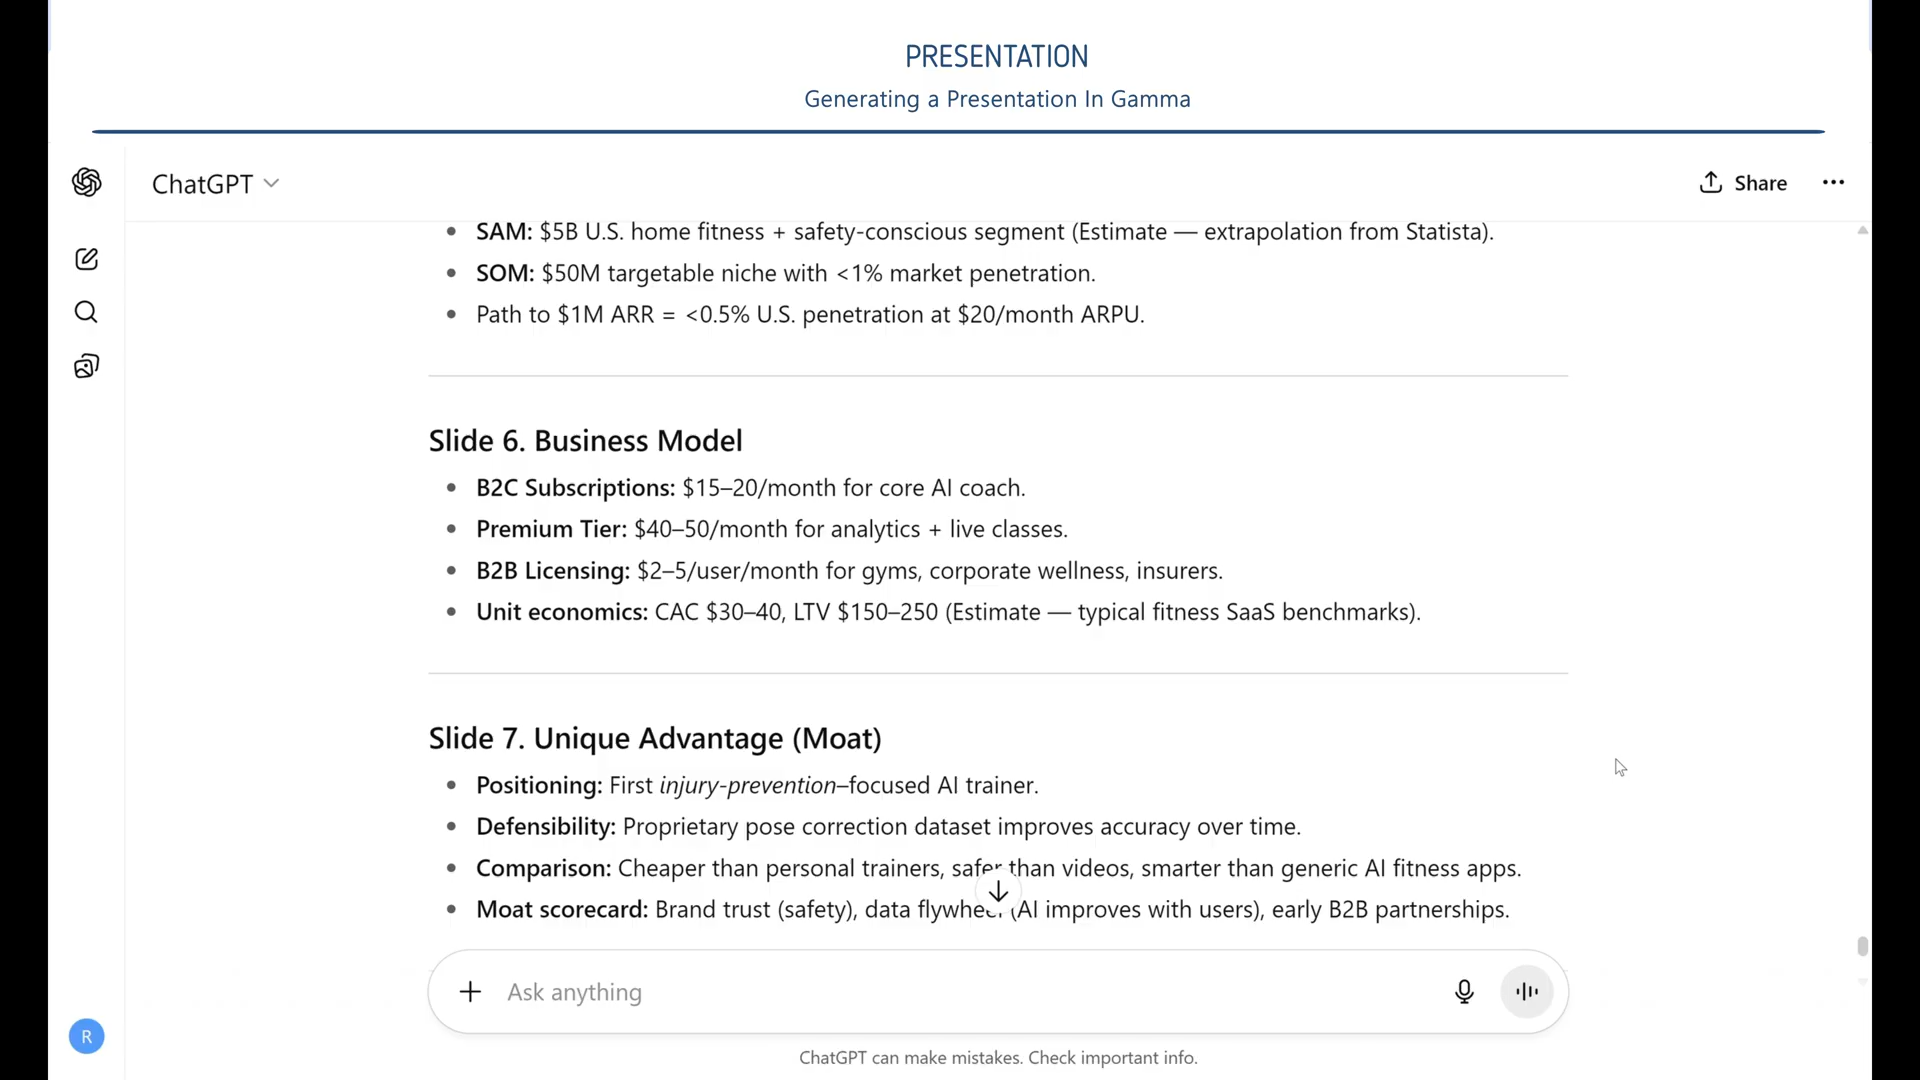 PRESENTATION
Generating a Presentation In Gamma
ChatGPT
Share
SAM: $5B U.S. home fitness + safety-conscious segment (Estimate — extrapolation from Statista).
SOM: $50M targetable niche with <1% market penetration.
Path to $1M ARR = <0.5% U.S. penetration at $20/month ARPU.
Slide 6. Business Model
B2C Subscriptions: $15–20/month for core AI coach.
Premium Tier: $40–50/month for analytics + live classes.
B2B Licensing: $2–5/user/month for gyms, corporate wellness, insurers.
Unit economics: CAC $30–40, LTV $150–250 (Estimate — typical fitness SaaS benchmarks).
Slide 7. Unique Advantage (Moat)
Positioning: First injury-prevention–focused AI trainer.
Defensibility: Proprietary pose correction dataset improves accuracy over time.
Comparison: Cheaper than personal trainers, safer than videos, smarter than generic AI fitness apps.
Moat scorecard: Brand trust (safety), data flywheel (AI improves with users), early B2B partnerships.
Ask anything
R
ChatGPT can make mistakes. Check important info.